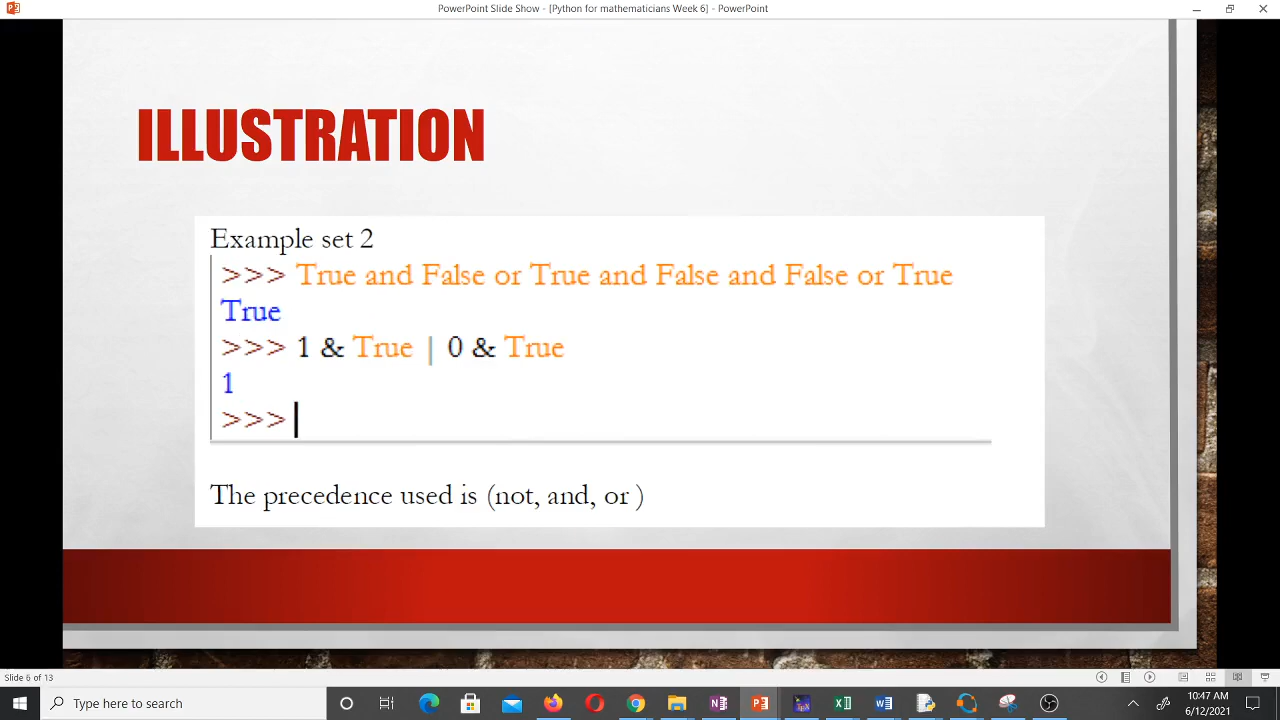 PowerPoint Slide Show - [Python for mathematicians Week 6] - PowerPoint
ILLUSTRATION
Example set 2
>>> True and False or True and False and False or True
True
>>> 1 & True | 0 & True
1
>>>
The precedence used is (not, and, or )
Slide 6 of 13
Type here to search
10:47 AM
6/12/2021